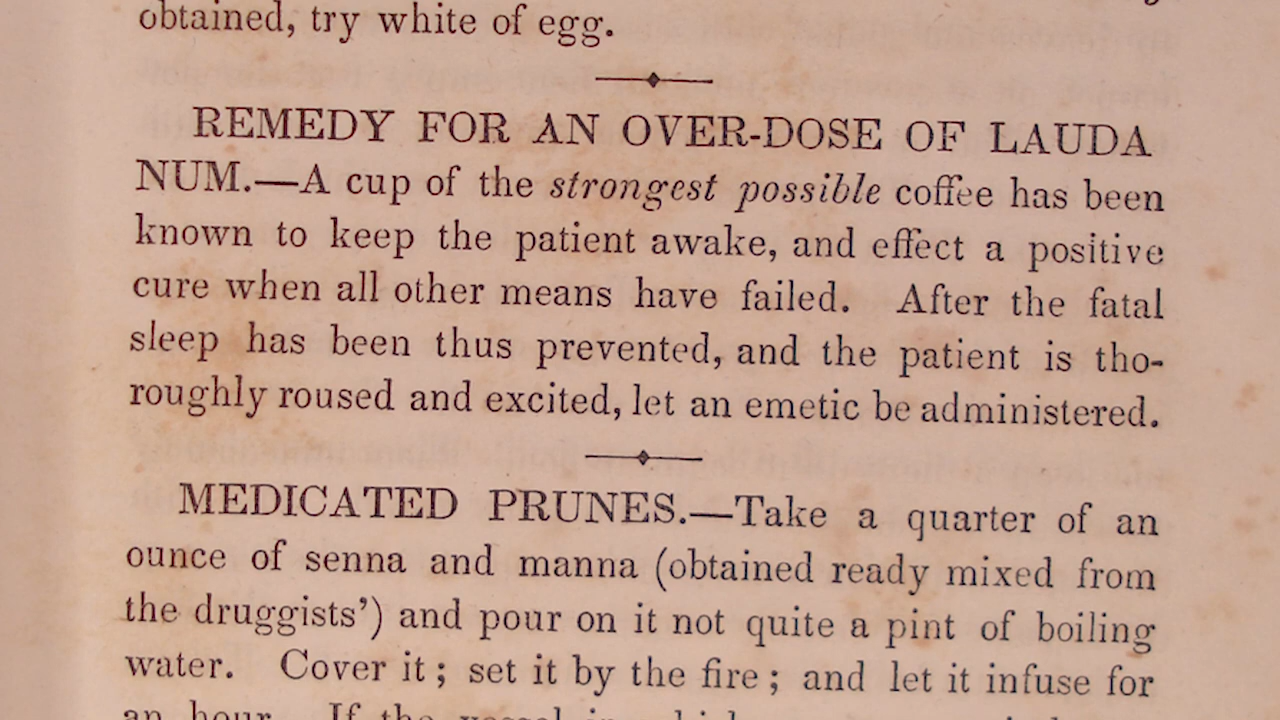 obtained, try white of egg.
REMEDY FOR AN OVER-DOSE OF LAUDA
NUM.—A cup of the strongest possible coffee has been
known to keep the patient awake, and effect a positive
cure when all other means have failed. After the fatal
sleep has been thus prevented, and the patient is tho-
roughly roused and excited, let an emetic be administered.
MEDICATED PRUNES.—Take a quarter of an
ounce of senna and manna (obtained ready mixed from
the druggists') and pour on it not quite a pint of boiling
water. Cover it; set it by the fire; and let it infuse for
an hour. If the vessel in which